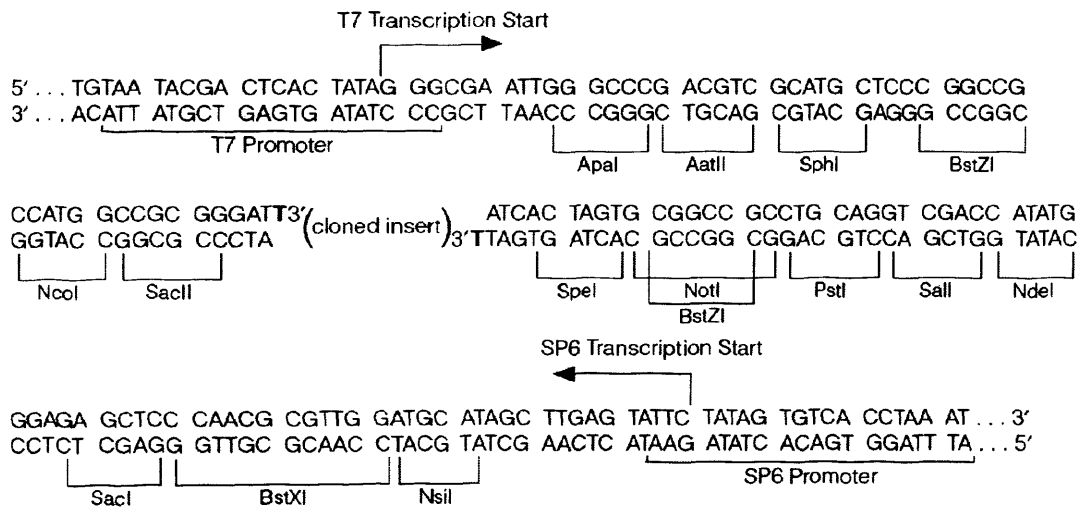 T7 Transcription Start
5′ ... TGTAA TACGA CTCAC TATAG GGCGA ATTGG GCCCG ACGTC GCATG CTCCC GGCCG
3′ ... ACATT ATGCT GAGTG ATATC CCGCT TAACC CGGGC TGCAG CGTAC GAGGG CCGGC
T7 Promoter
ApaI AatII SphI BstZI
CCATG GCCGC GGGATT3′ (cloned insert) ATCAC TAGTG CGGCC GCCTG CAGGT CGACC ATATG
GGTAC CGGCG CCCTA 3′TTAGTG ATCAC GCCGG CGGAC GTCCA GCTGG TATAC
NcoI SacII SpeI NotI PstI SalI NdeI
BstZI
SP6 Transcription Start
GGAGA GCTCC CAACG CGTTG GATGC ATAGC TTGAG TATTC TATAG TGTCA CCTAA AT ... 3′
CCTCT CGAGG GTTGC GCAAC CTACG TATCG AACTC ATAAG ATATC ACAGT GGATT TA ... 5′
SacI BstXI NsiI SP6 Promoter